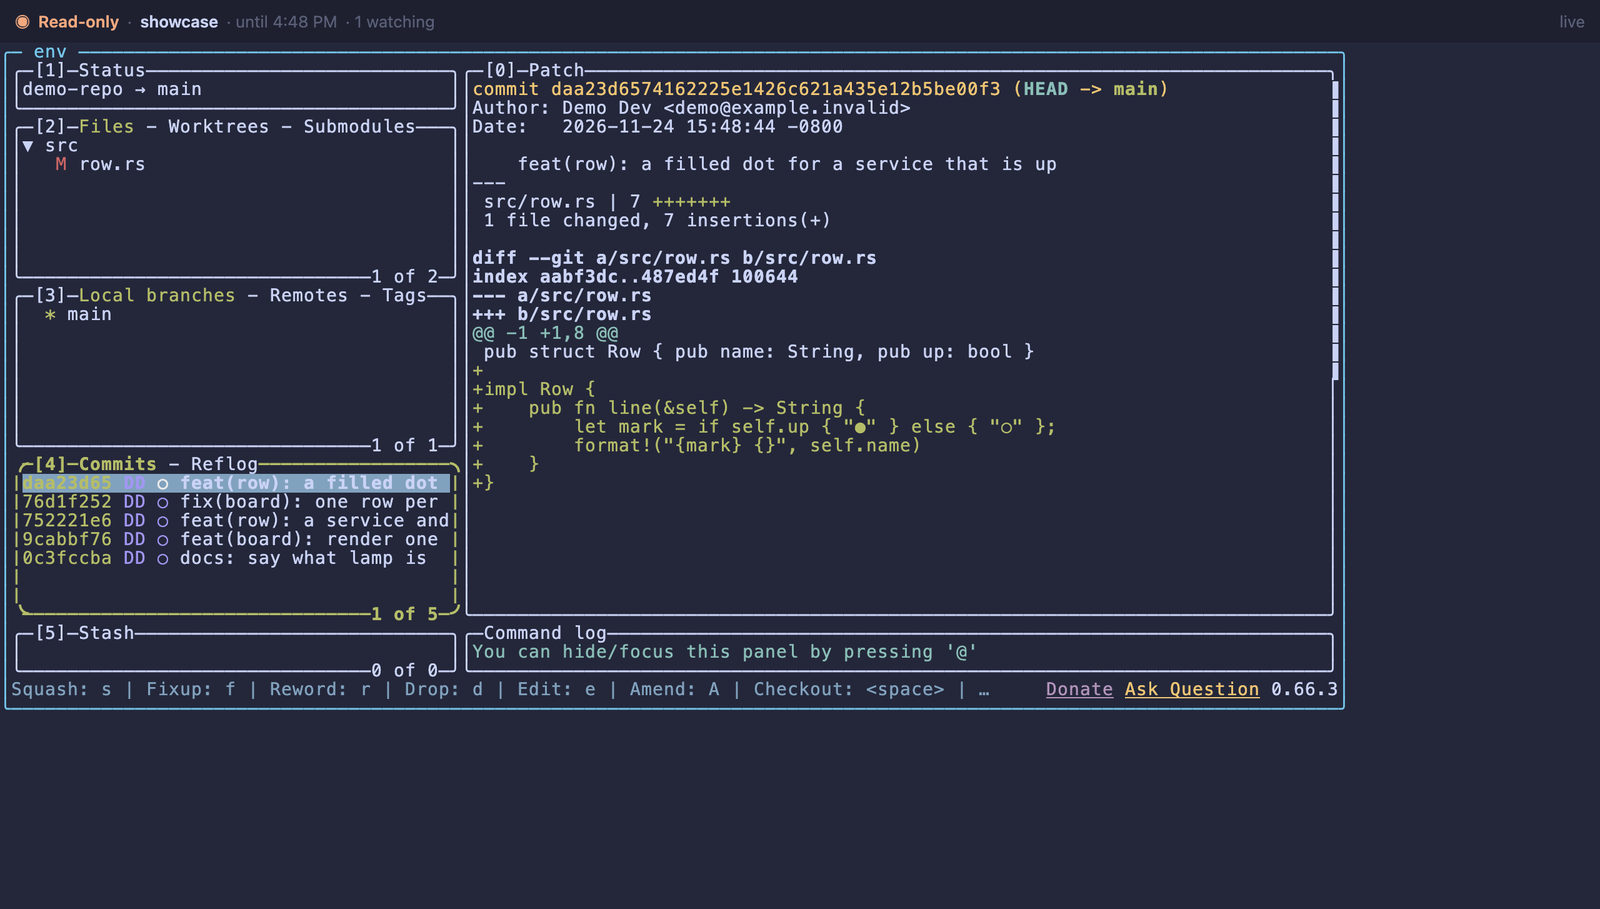 Read-only · showcase · until 4:48 PM · 1 watching
live
env
[1]-Status
demo-repo → main
[2]-Files - Worktrees - Submodules
▼ src
M row.rs
1 of 2
[3]-Local branches - Remotes - Tags
* main
1 of 1
[4]-Commits - Reflog
daa23d65 DD ○ feat(row): a filled dot
76d1f252 DD ○ fix(board): one row per
752221e6 DD ○ feat(row): a service and
9cabbf76 DD ○ feat(board): render one
0c3fccba DD ○ docs: say what lamp is
1 of 5
[5]-Stash
0 of 0
[0]-Patch
commit daa23d6574162225e1426c621a435e12b5be00f3 (HEAD -> main)
Author: Demo Dev <demo@example.invalid>
Date:   2026-11-24 15:48:44 -0800
feat(row): a filled dot for a service that is up
---
src/row.rs | 7 +++++++
1 file changed, 7 insertions(+)
diff --git a/src/row.rs b/src/row.rs
index aabf3dc..487ed4f 100644
--- a/src/row.rs
+++ b/src/row.rs
@@ -1 +1,8 @@
pub struct Row { pub name: String, pub up: bool }
+
+impl Row {
+    pub fn line(&self) -> String {
+        let mark = if self.up { "●" } else { "○" };
+        format!("{mark} {}", self.name)
+    }
+}
Command log
You can hide/focus this panel by pressing '@'
Squash: s | Fixup: f | Reword: r | Drop: d | Edit: e | Amend: A | Checkout: <space> | …
Donate Ask Question 0.66.3